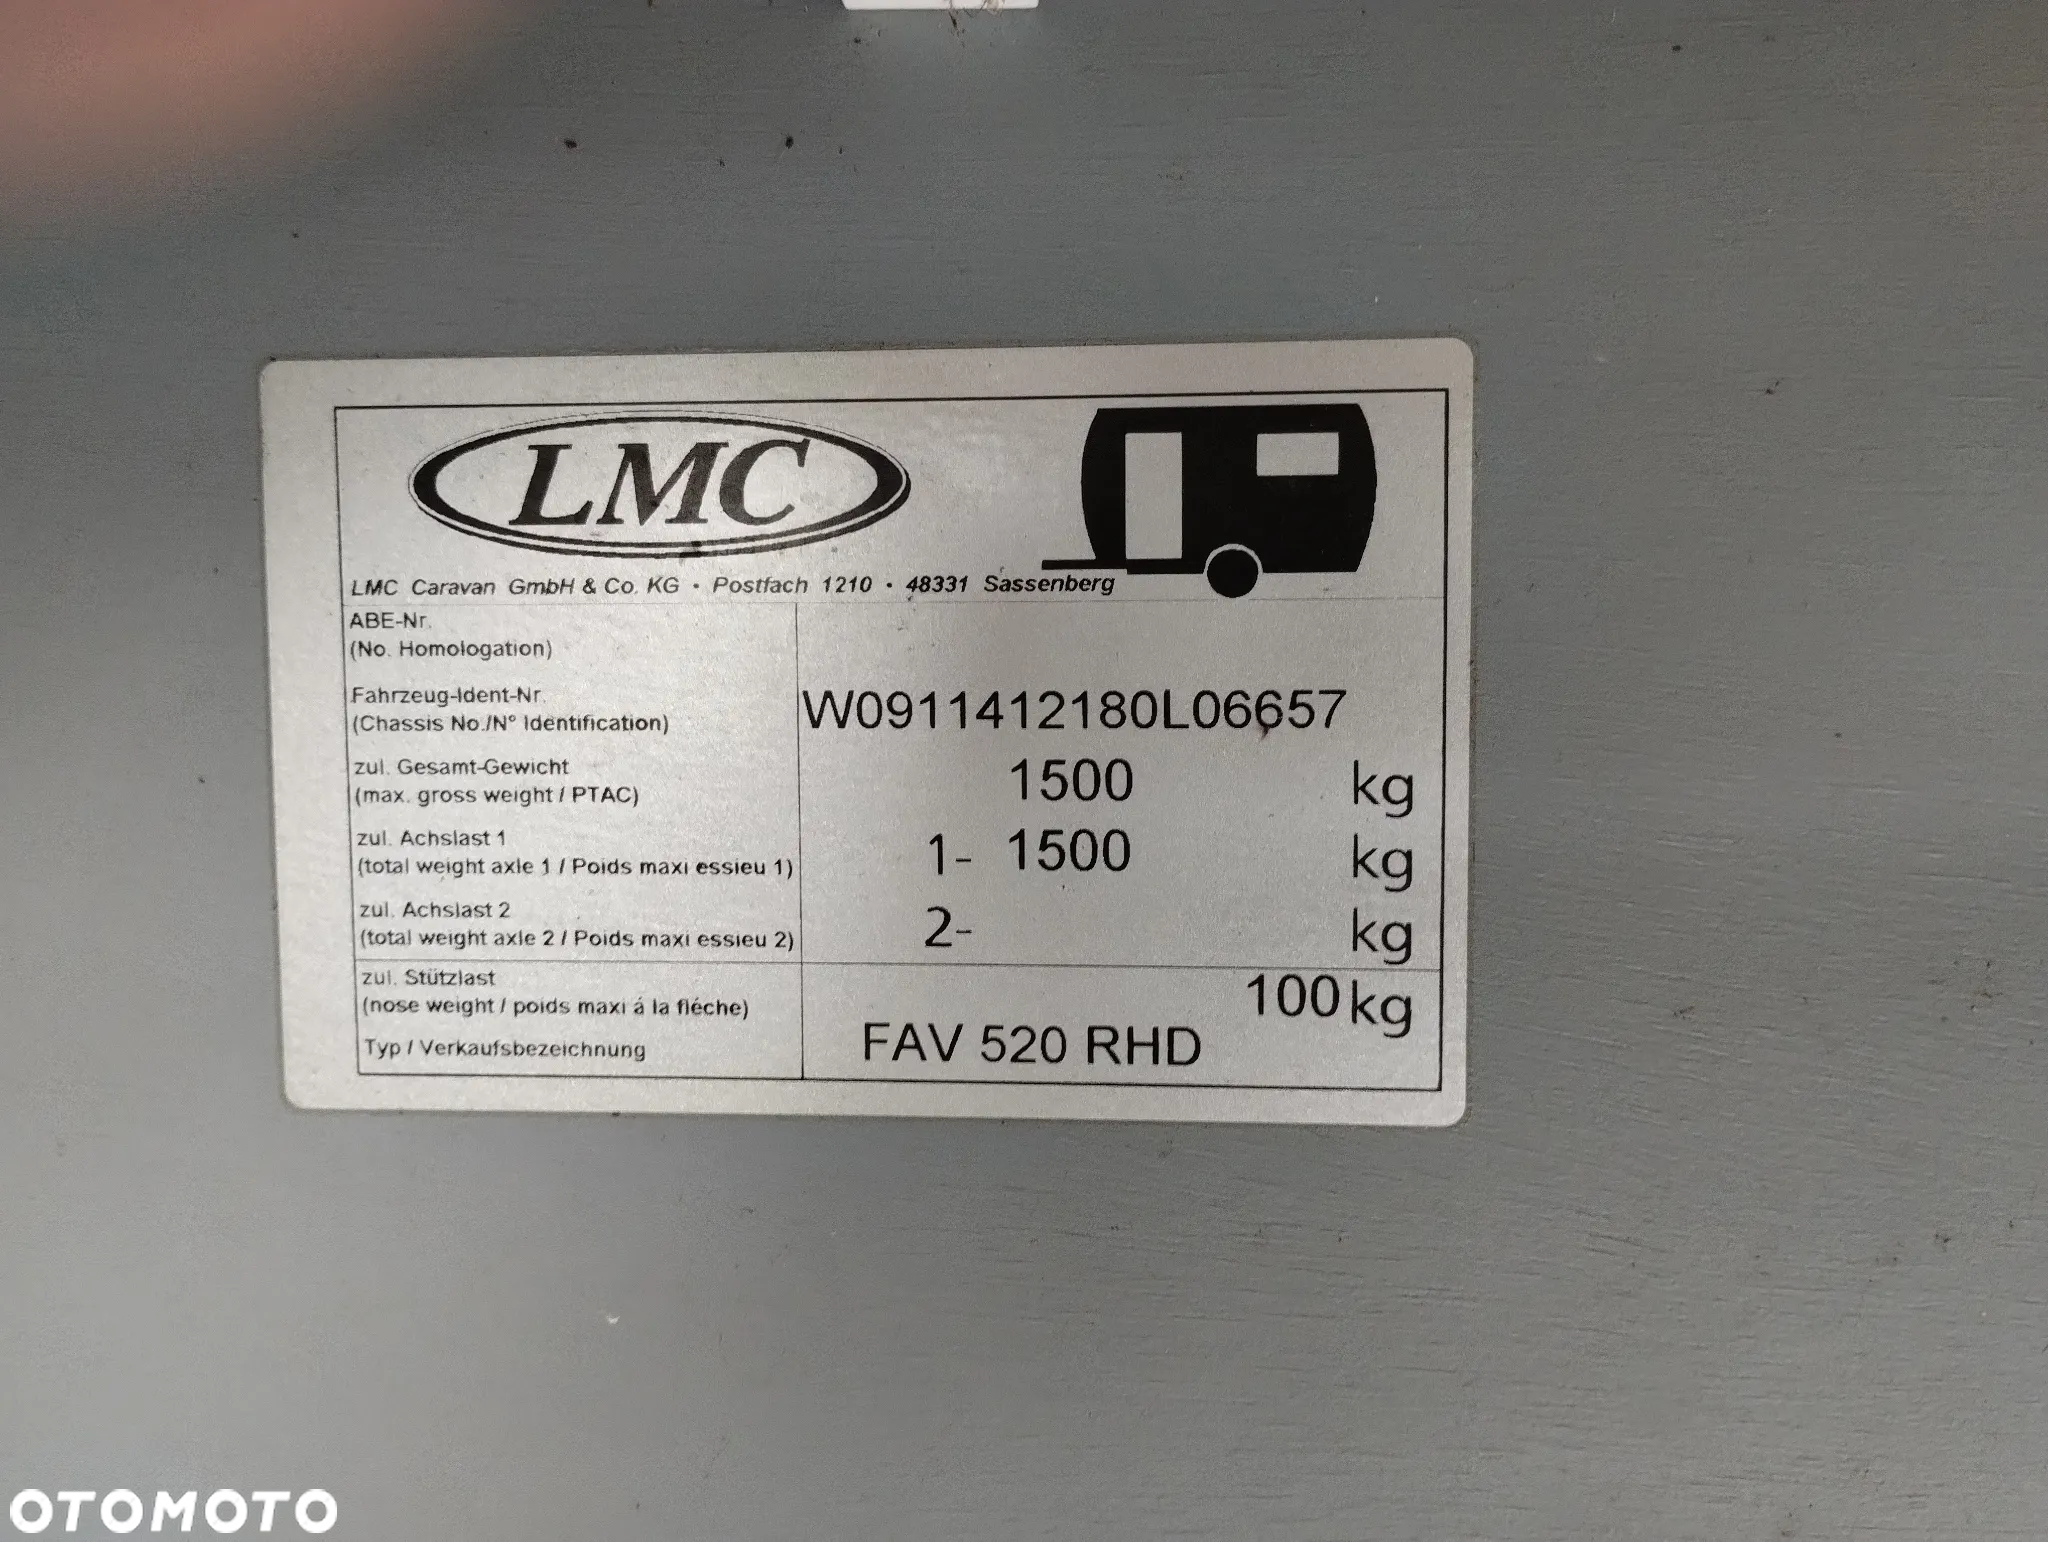 LMC
LMC Caravan GmbH & Co. KG • Postfach 1210 • 48331 Sassenberg
ABE-Nr.
(No. Homologation)
Fahrzeug-Ident-Nr.
(Chassis No./N° Identification)
W0911412180L06657
zul. Gesamt-Gewicht
(max. gross weight / PTAC)
1500 kg
zul. Achslast 1
(total weight axle 1 / Poids maxi essieu 1)
1- 1500 kg
zul. Achslast 2
(total weight axle 2 / Poids maxi essieu 2)
2- kg
zul. Stützlast
(nose weight / poids maxi á la fléche)
100 kg
Typ / Verkaufsbezeichnung
FAV 520 RHD
OTOMOTO